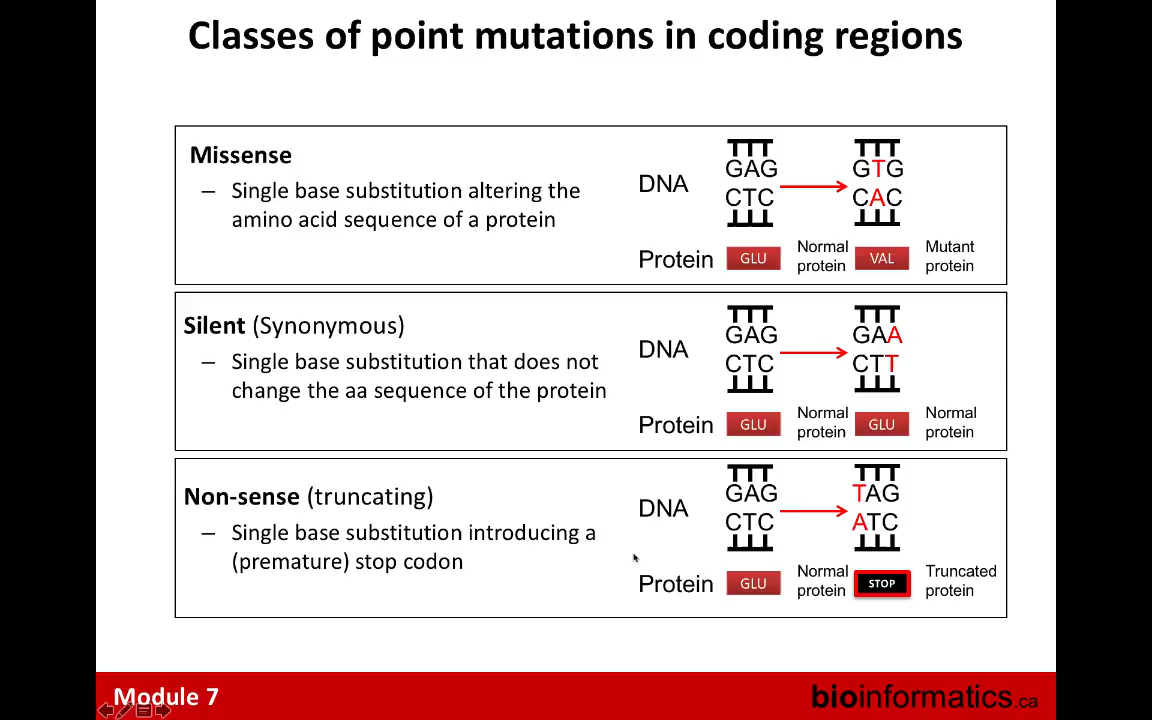 Classes of point mutations in coding regions
Missense
– Single base substitution altering the
amino acid sequence of a protein
DNA
GAG
CTC
GTG
CAC
Protein
GLU
Normal
protein
VAL
Mutant
protein
Silent (Synonymous)
– Single base substitution that does not
change the aa sequence of the protein
DNA
GAG
CTC
GAA
CTT
Protein
GLU
Normal
protein
GLU
Normal
protein
Non-sense (truncating)
– Single base substitution introducing a
(premature) stop codon
DNA
GAG
CTC
TAG
ATC
Protein
GLU
Normal
protein
STOP
Truncated
protein
Module 7
bioinformatics.ca